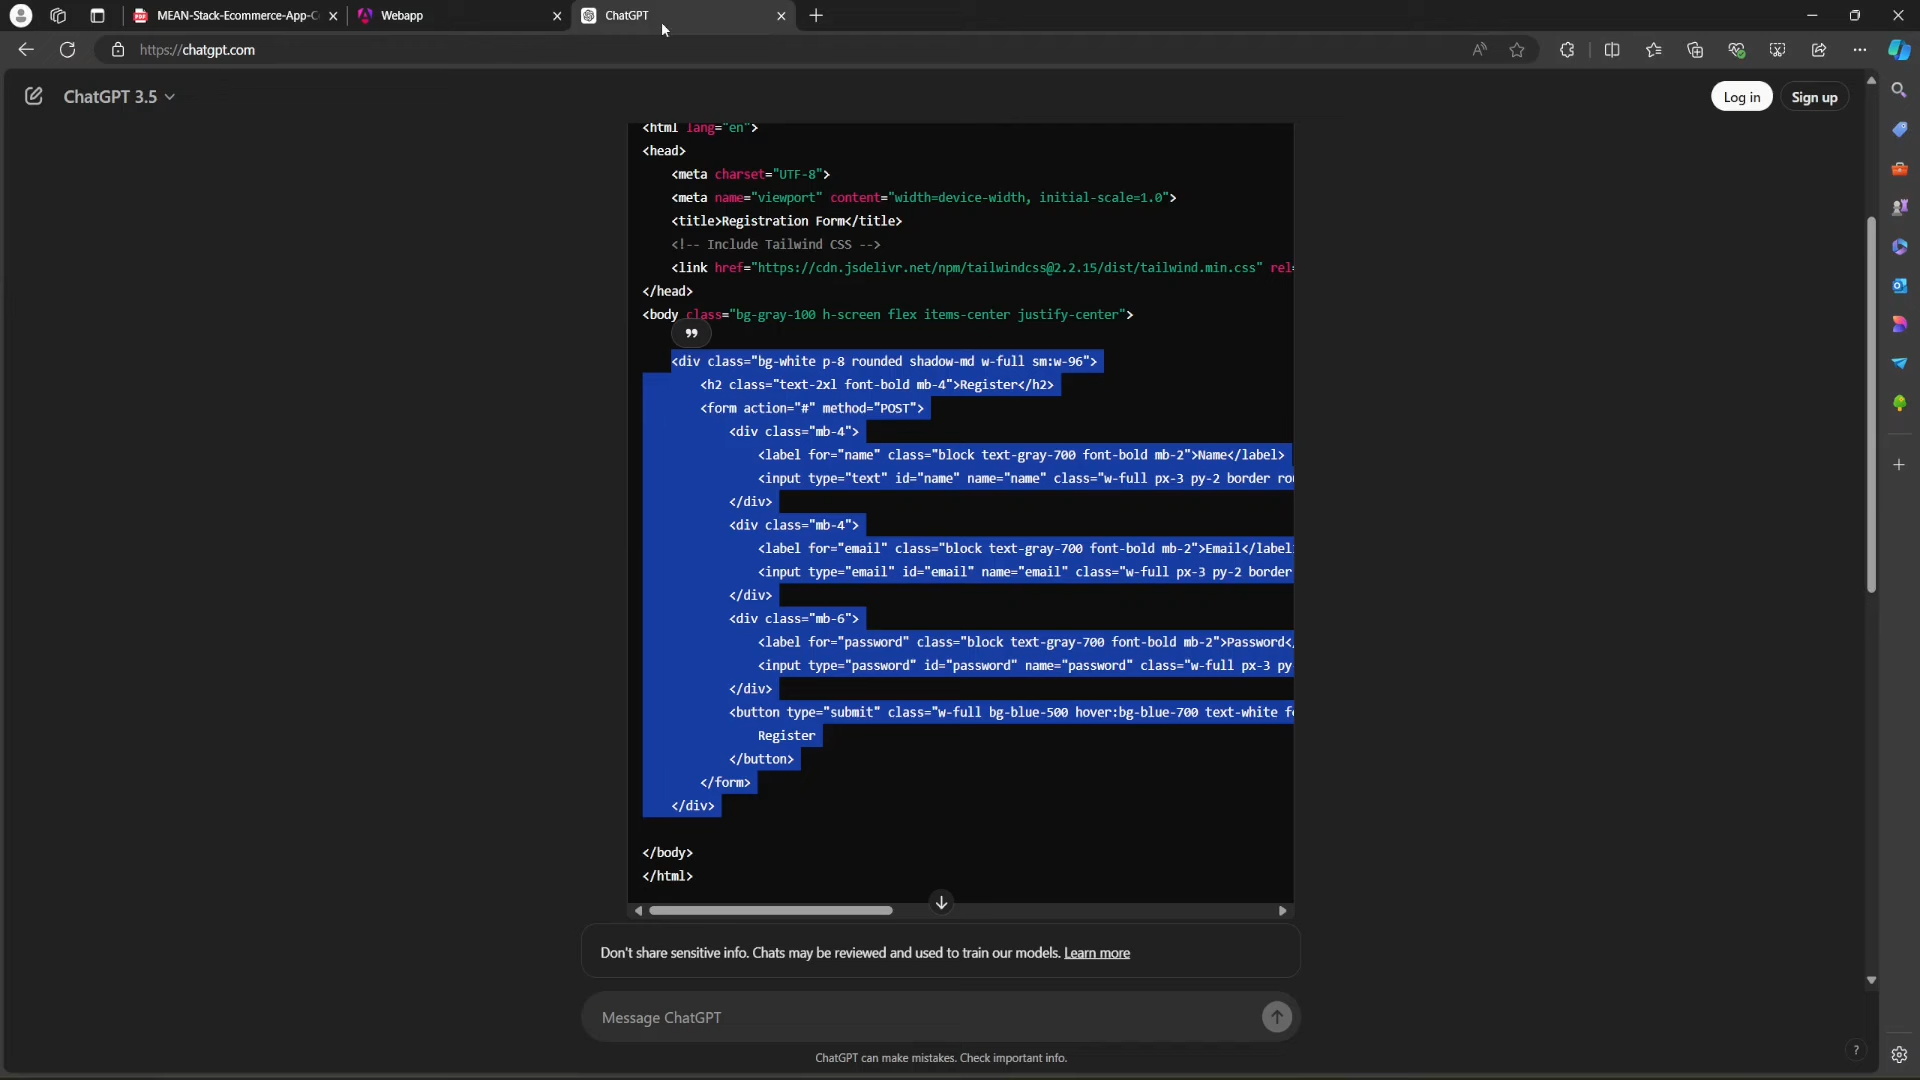 MEAN-Stack-Ecommerce-App-C
Webapp
ChatGPT
https://chatgpt.com
ChatGPT 3.5
Log in
Sign up
<html lang="en">
<head>
<meta charset="UTF-8">
<meta name="viewport" content="width=device-width, initial-scale=1.0">
<title>Registration Form</title>
<!-- Include Tailwind CSS -->
<link href="https://cdn.jsdelivr.net/npm/tailwindcss@2.2.15/dist/tailwind.min.css" rel=
</head>
<body class="bg-gray-100 h-screen flex items-center justify-center">
<div class="bg-white p-8 rounded shadow-md w-full sm:w-96">
<h2 class="text-2xl font-bold mb-4">Register</h2>
<form action="#" method="POST">
<div class="mb-4">
<label for="name" class="block text-gray-700 font-bold mb-2">Name</label>
<input type="text" id="name" name="name" class="w-full px-3 py-2 border rou
</div>
<div class="mb-4">
<label for="email" class="block text-gray-700 font-bold mb-2">Email</label
<input type="email" id="email" name="email" class="w-full px-3 py-2 border
</div>
<div class="mb-6">
<label for="password" class="block text-gray-700 font-bold mb-2">Password<
<input type="password" id="password" name="password" class="w-full px-3 py
</div>
<button type="submit" class="w-full bg-blue-500 hover:bg-blue-700 text-white f
Register
</button>
</form>
</div>
</body>
</html>
Don't share sensitive info. Chats may be reviewed and used to train our models. Learn more
Message ChatGPT
ChatGPT can make mistakes. Check important info.
?